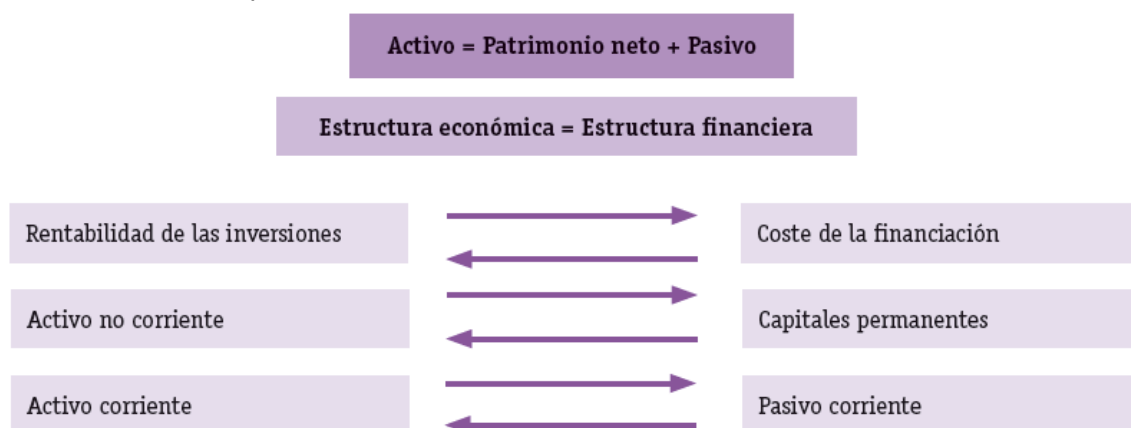 Activo = Patrimonio neto + Pasivo
Estructura económica = Estructura financiera
Rentabilidad de las inversiones
Coste de la financiación
Activo no corriente
Capitales permanentes
Activo corriente
Pasivo corriente